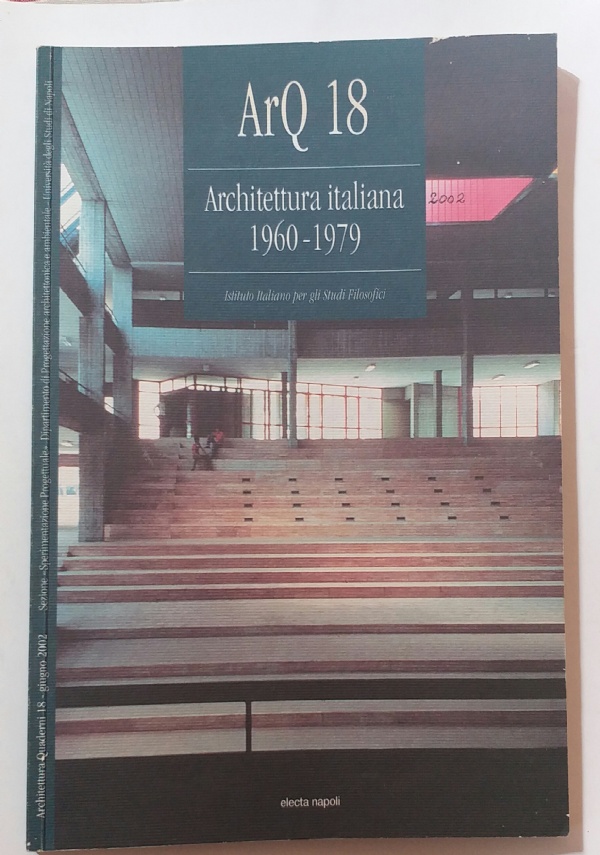 ArQ 18
Architettura italiana
1960-1979
Istituto Italiano per gli Studi Filosofici
2002
electa napoli
Architettura Quaderni 18 - giugno 2002 Sezione «Sperimentazione Progettuale» - Dipartimento di Progettazione architettonica e ambientale - Università degli Studi di Napoli